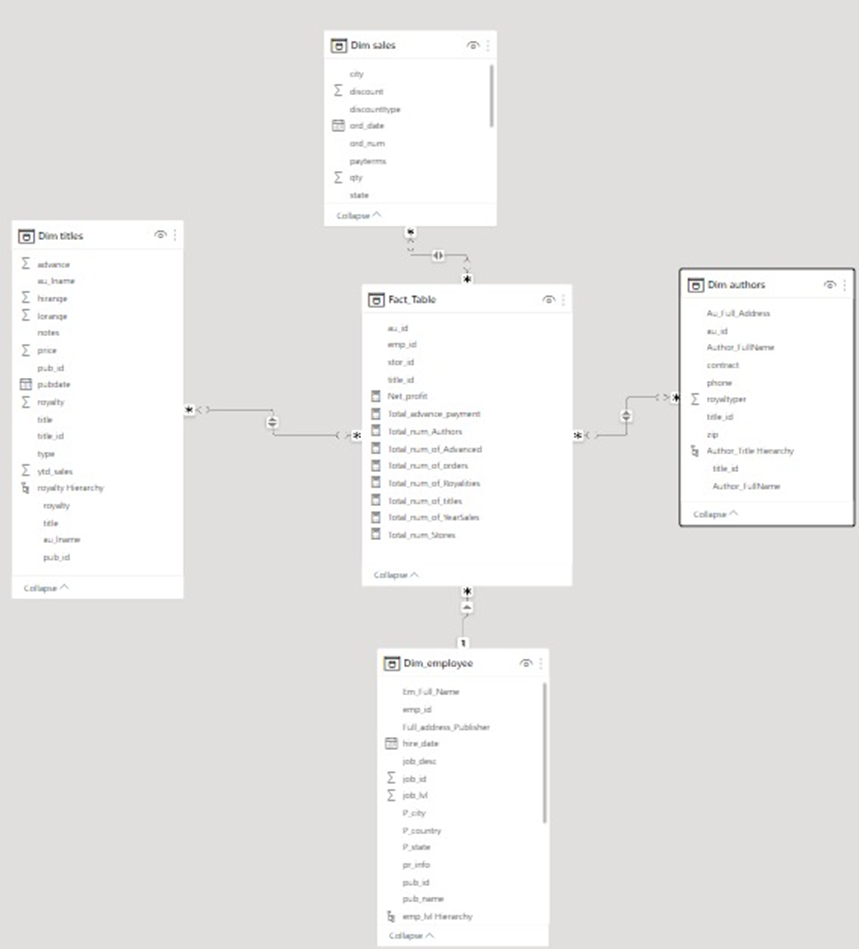 Dim sales
city
discount
discounttype
ord_date
ord_num
payterms
qty
state
Collapse
Dim titles
advance
au_lname
hirange
lorange
notes
price
pub_id
pubdate
royalty
title
title_id
type
ytd_sales
royalty Hierarchy
royalty
title
au_lname
pub_id
Collapse
Fact_Table
au_id
emp_id
stor_id
title_id
Net_profit
Total_advance_payment
Total_num_Authors
Total_num_of_Advanced
Total_num_of_orders
Total_num_of_Royalities
Total_num_of_titles
Total_num_of_YearSales
Total_num_Stores
Collapse
Dim authors
Au_Full_Address
au_id
Author_FullName
contract
phone
royaltyper
title_id
zip
Author_Title Hierarchy
title_id
Author_FullName
Collapse
1
Dim_employee
Em_Full_Name
emp_id
Full_address_Publisher
hire_date
job_desc
job_id
job_lvl
P_city
P_country
P_state
pr_info
pub_id
pub_name
emp_lvl Hierarchy
Collapse